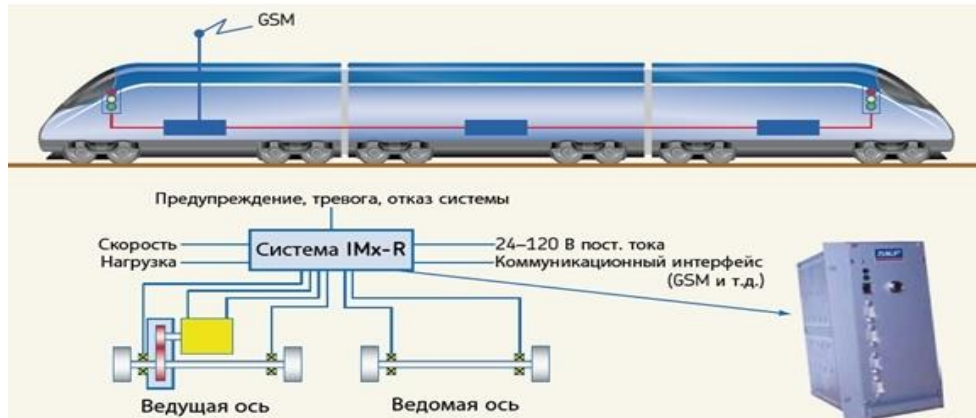 GSM
Предупреждение, тревога, отказ системы
Скорость
Нагрузка
Система IMx-R
24–120 В пост. тока
Коммуникационный интерфейс
(GSM и т.д.)
SKF
Ведущая ось
Ведомая ось